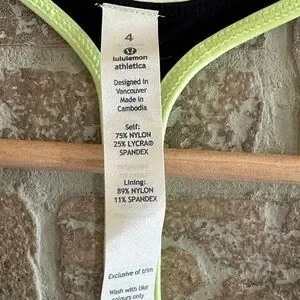 4
lululemon
athletica
Designed in
Vancouver
Made in
Cambodia
Self:
75% NYLON
25% LYCRA®
SPANDEX
Lining:
89% NYLON
11% SPANDEX
Exclusive of trim
Wash with like
colours only